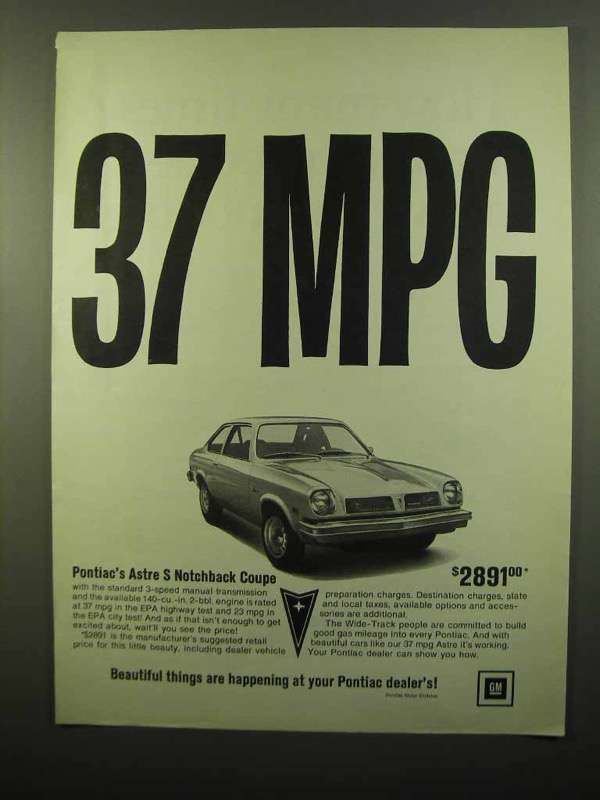 37 MPG
Pontiac's Astre S Notchback Coupe
with the standard 3-speed manual transmission
and the available 140-cu.-in. 2-bbl. engine is rated
at 37 mpg in the EPA highway test and 23 mpg in
the EPA city test! And as if that isn't enough to get
excited about, wait'll you see the price!
*$2891 is the manufacturer's suggested retail
price for this little beauty, including dealer vehicle
$2891.00*
preparation charges. Destination charges, state
and local taxes, available options and acces-
sories are additional.
The Wide-Track people are committed to build
good gas mileage into every Pontiac. And with
beautiful cars like our 37 mpg Astre it's working.
Your Pontiac dealer can show you how.
Beautiful things are happening at your Pontiac dealer's!
Pontiac Motor Division
GM